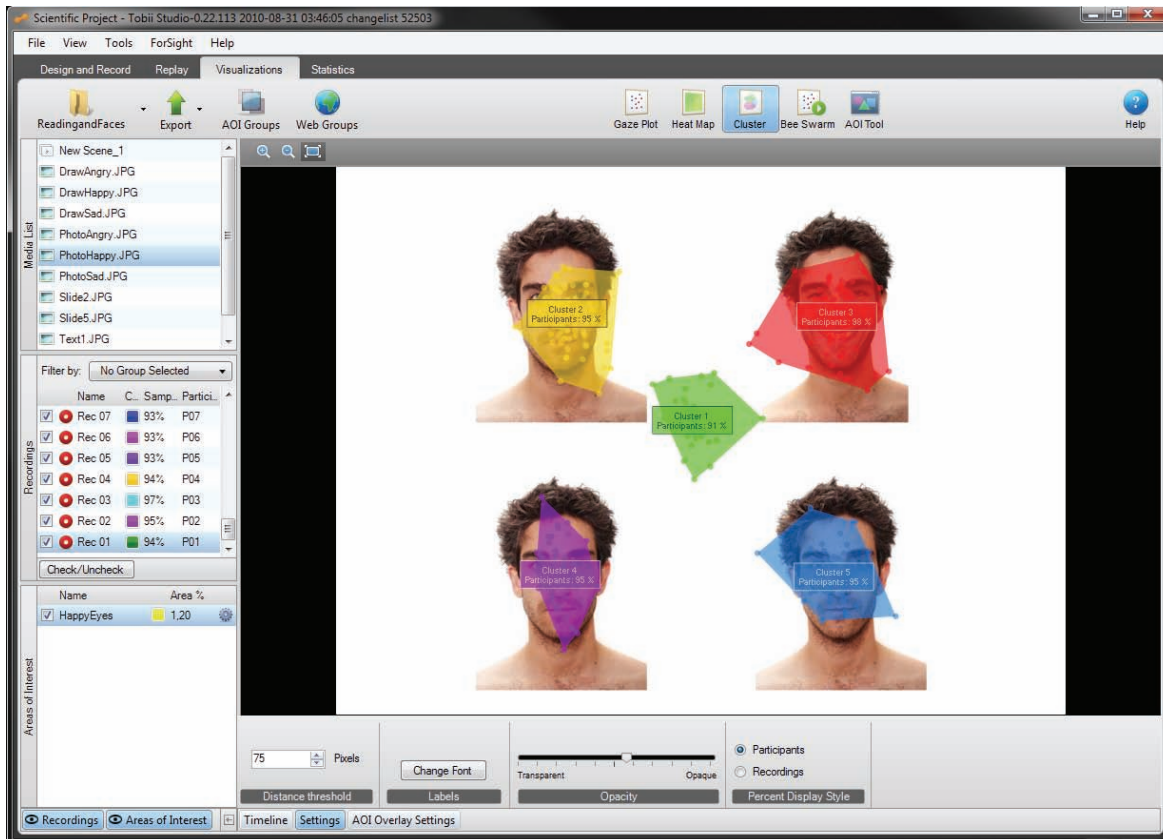 Scientific Project - Tobii Studio-0.22.113 2010-08-31 03:46:05 changelist 52503
File View Tools ForSight Help
Design and Record Replay Visualizations Statistics
ReadingandFaces Export AOI Groups Web Groups Gaze Plot Heat Map Cluster Bee Swarm AOI Tool Help
Media List
New Scene_1
DrawAngry.JPG
DrawHappy.JPG
DrawSad.JPG
PhotoAngry.JPG
PhotoHappy.JPG
PhotoSad.JPG
Slide2.JPG
Slide5.JPG
Text1.JPG
Recordings
Filter by: No Group Selected
Name C... Samp... Partici...
Rec 07 93% P07
Rec 06 93% P06
Rec 05 93% P05
Rec 04 94% P04
Rec 03 97% P03
Rec 02 95% P02
Rec 01 94% P01
Check/Uncheck
Areas of Interest
Name Area %
HappyEyes 1,20
Cluster 2
Participants: 95 %
Cluster 3
Participants: 98 %
Cluster 1
Participants: 91 %
Cluster 4
Participants: 95 %
Cluster 5
Participants: 95 %
75 Pixels
Distance threshold
Change Font
Labels
Transparent Opaque
Opacity
Participants
Recordings
Percent Display Style
Recordings Areas of Interest Timeline Settings AOI Overlay Settings